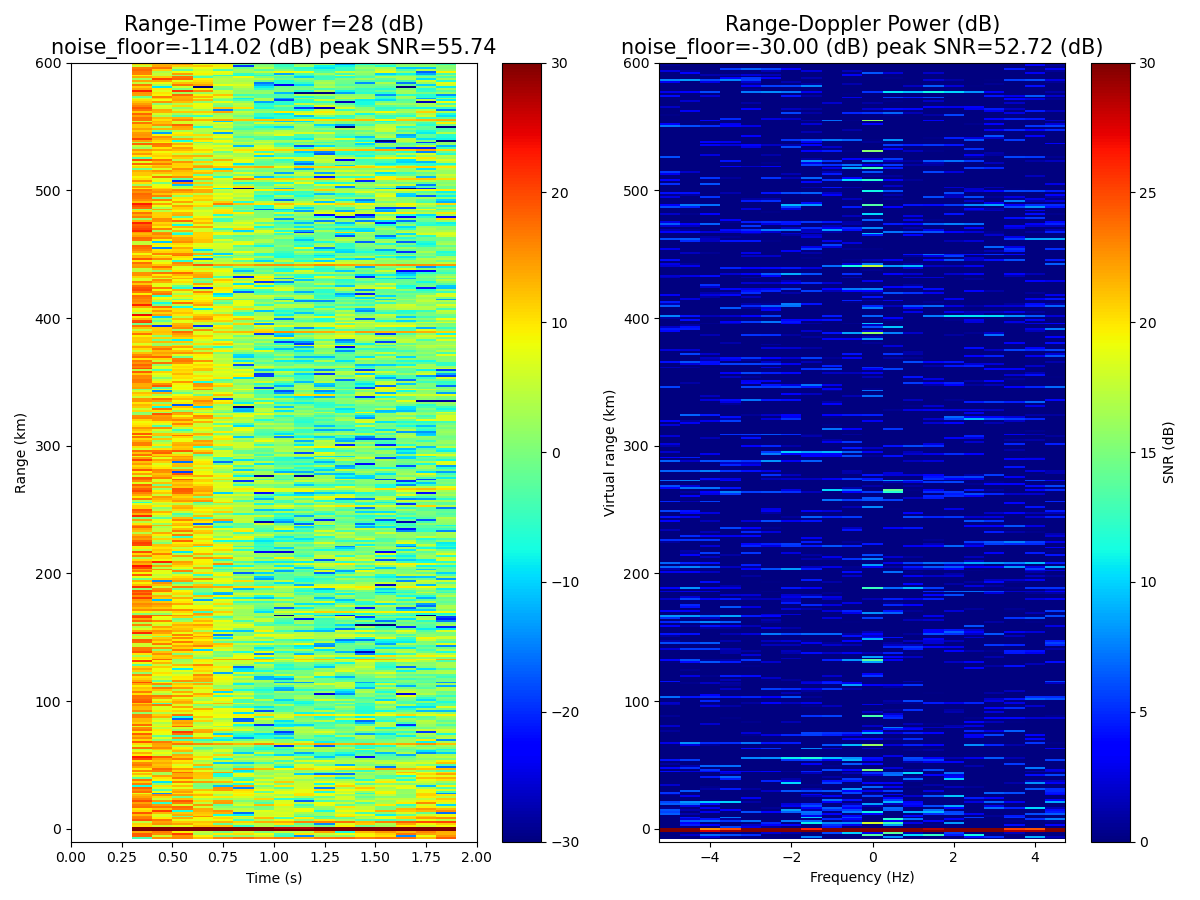 Range-Time Power f=28 (dB)
noise_floor=-114.02 (dB) peak SNR=55.74
Range-Doppler Power (dB)
noise_floor=-30.00 (dB) peak SNR=52.72 (dB)
Range (km)
600
500
400
300
200
100
0
0.00 0.25 0.50 0.75 1.00 1.25 1.50 1.75 2.00
Time (s)
30
20
10
0
−10
−20
−30
Virtual range (km)
600
500
400
300
200
100
0
−4 −2 0 2 4
Frequency (Hz)
30
25
20
15
10
5
0
SNR (dB)